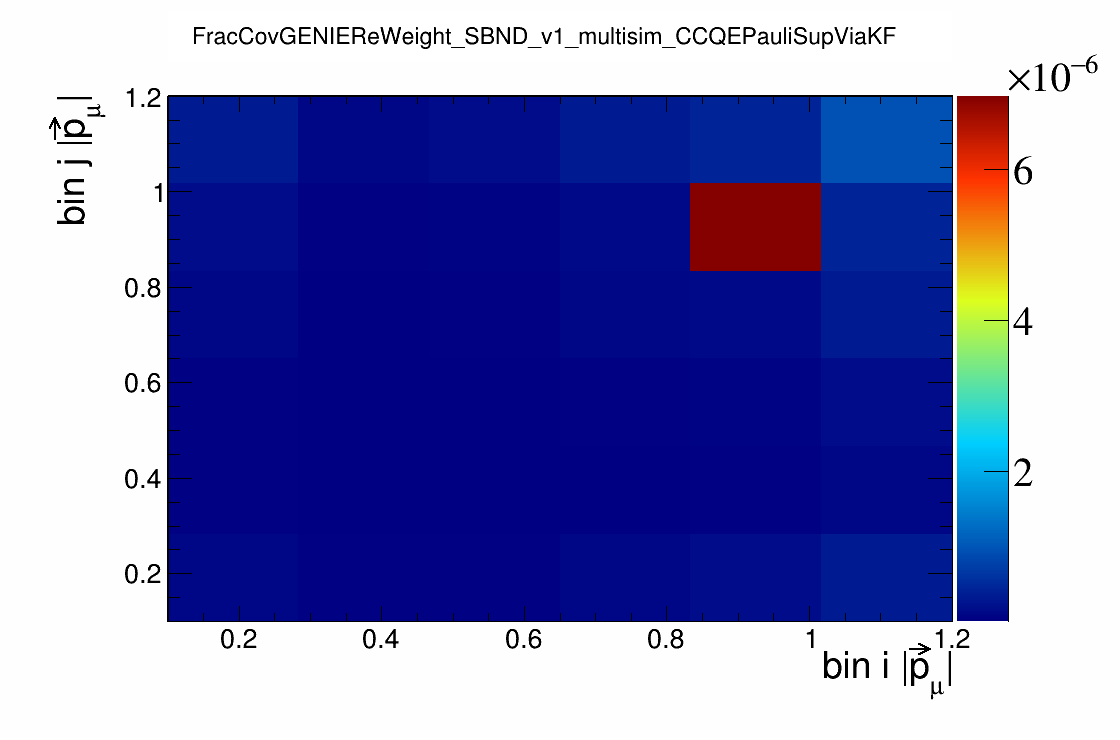 FracCovGENIEReWeight_SBND_v1_multisim_CCQEPauliSupViaKF
×10⁻⁶
bin j |p⃗μ|
1.2
1
0.8
0.6
0.4
0.2
6
4
2
0.2 0.4 0.6 0.8 1 1.2
bin i |p⃗μ|